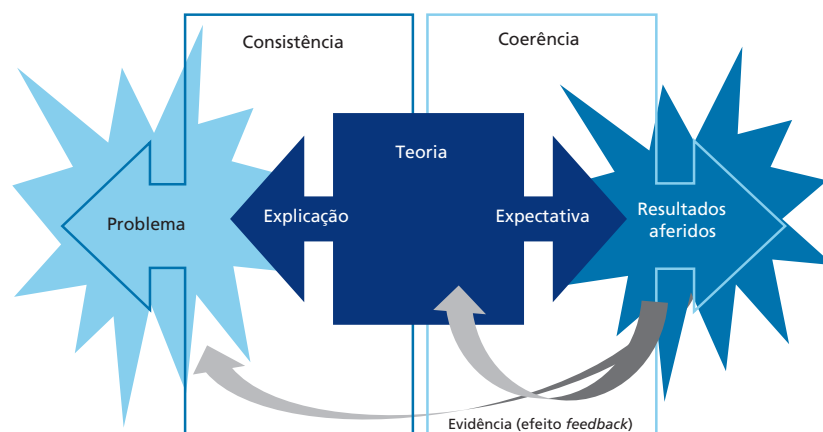 Consistência
Coerência
Teoria
Problema
Explicação
Expectativa
Resultados
aferidos
Evidência (efeito feedback)